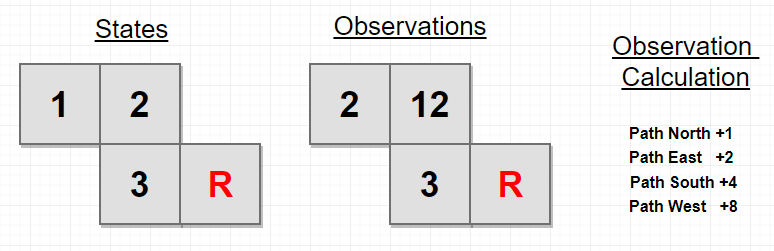 States
Observations
Observation
Calculation
1 2
3 R
2 12
3 R
Path North +1
Path East +2
Path South +4
Path West +8